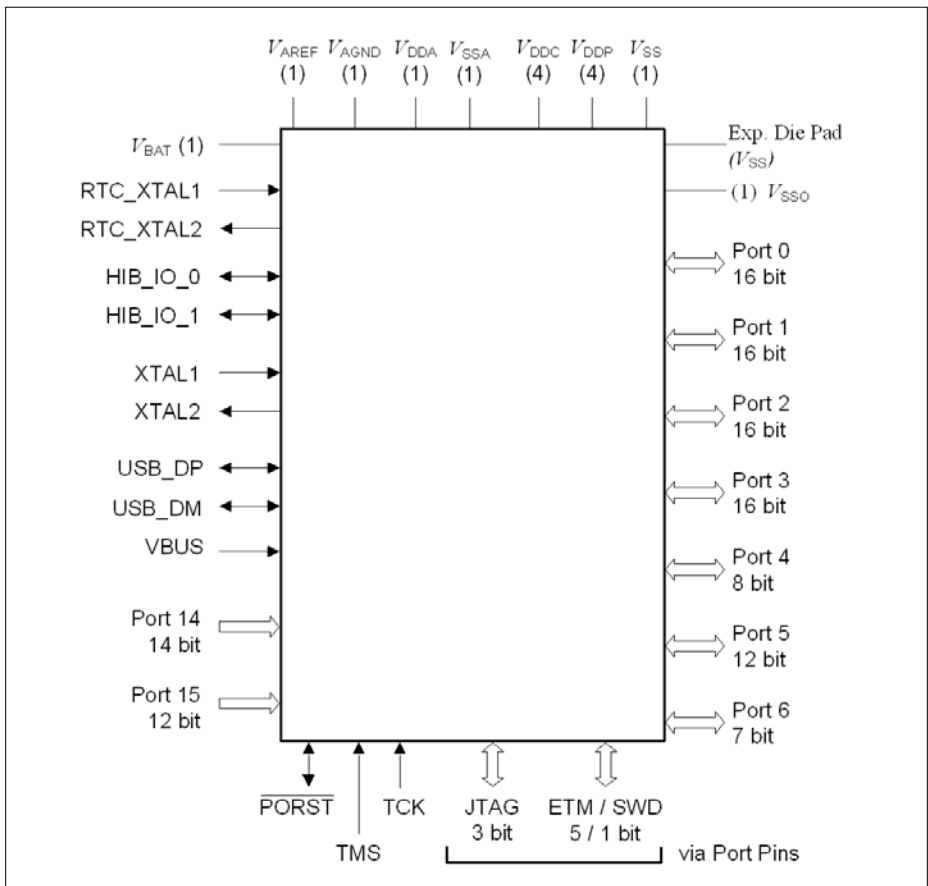 VAREF VAGND VDDA VSSA VDDC VDDP VSS
(1) (1) (1) (1) (4) (4) (1)
VBAT (1)
RTC_XTAL1
RTC_XTAL2
HIB_IO_0
HIB_IO_1
XTAL1
XTAL2
USB_DP
USB_DM
VBUS
Port 14
14 bit
Port 15
12 bit
Exp. Die Pad
(VSS)
(1) VSSO
Port 0
16 bit
Port 1
16 bit
Port 2
16 bit
Port 3
16 bit
Port 4
8 bit
Port 5
12 bit
Port 6
7 bit
PORST
TMS
TCK
JTAG
3 bit
ETM / SWD
5 / 1 bit
via Port Pins